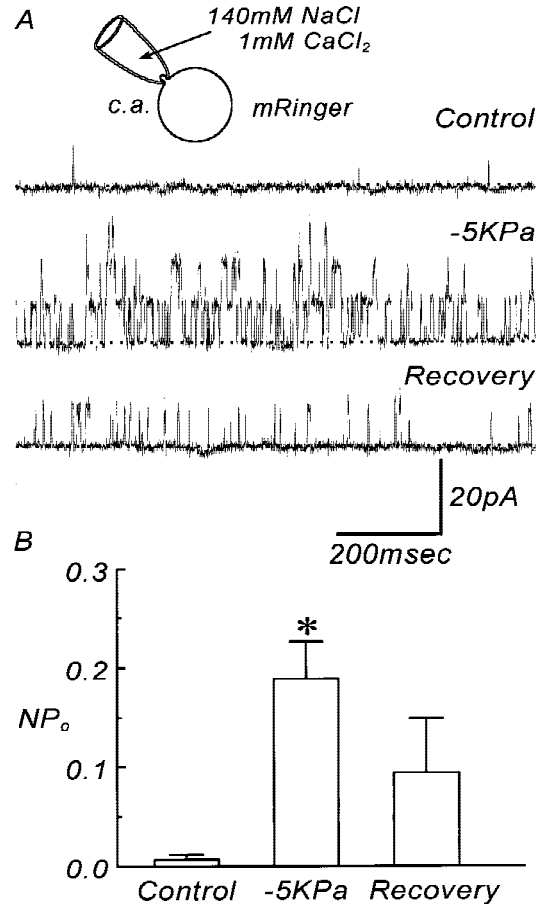 A
140mM NaCl
1mM CaCl₂
c.a.
mRinger
Control
-5KPa
Recovery
20pA
200msec
B
0.3
*
0.2
NPₒ
0.1
0.0
Control -5KPa Recovery